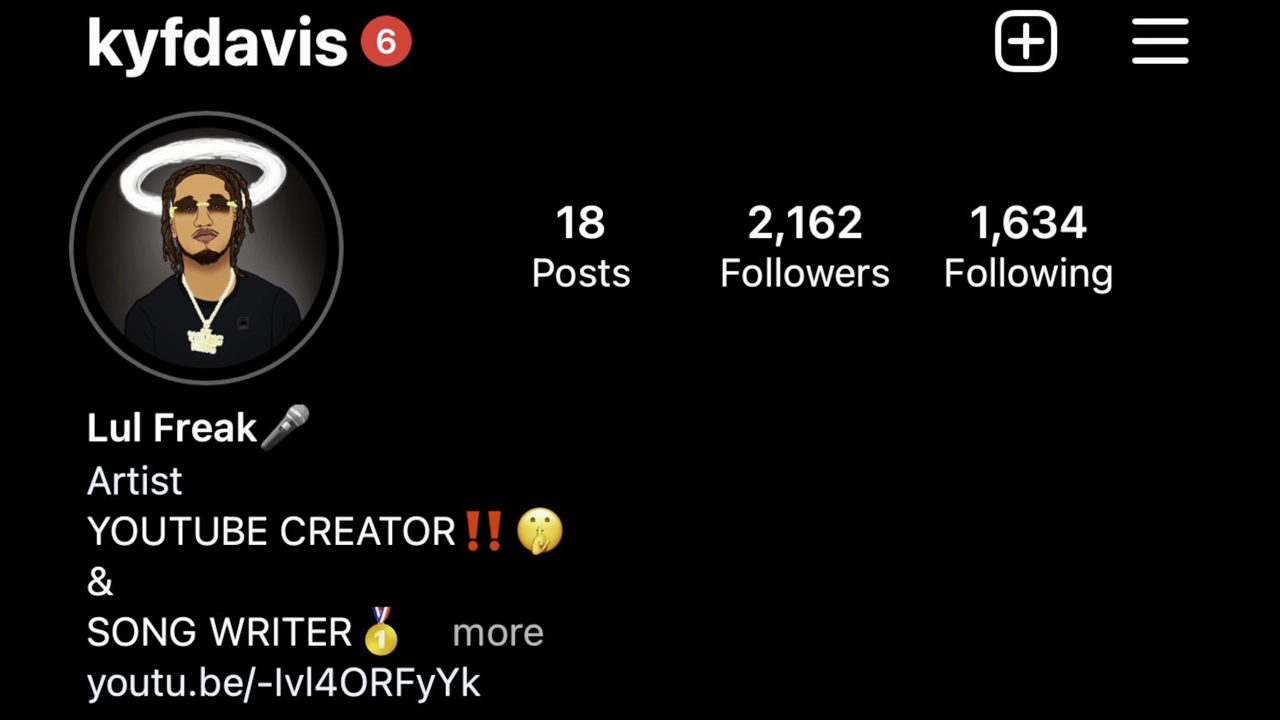 kyfdavis 6
18 2,162 1,634
Posts Followers Following
Lul Freak🎤
Artist
YOUTUBE CREATOR‼️🤫
&
SONG WRITER🥇 more
youtu.be/-Ivl4ORFyYk